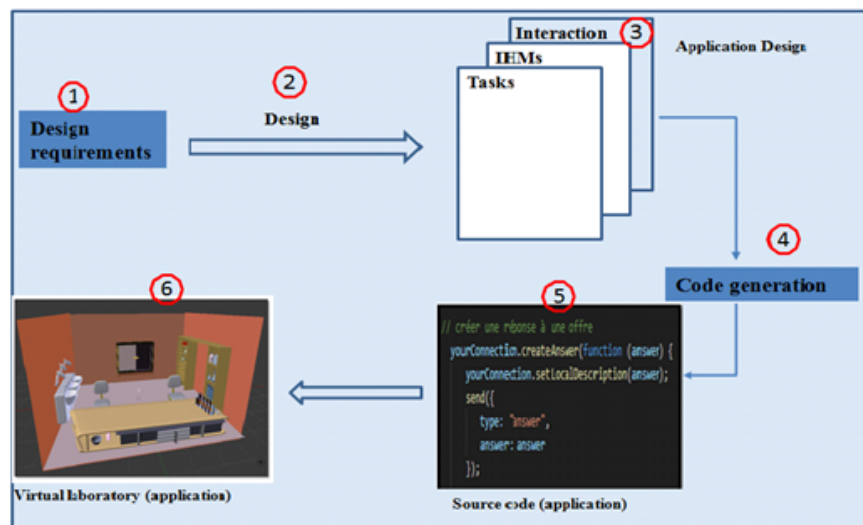 Interaction
3
Application Design
IHMs
Tasks
1
2
Design
requirements
Design
4
Code generation
6
5
// créer une réponse à une offre
yourConnection.createAnswer(function (answer) {
yourConnection.setLocalDescription(answer);
send({
type: "answer",
answer: answer
});
Virtual laboratory (application)
Source code (application)